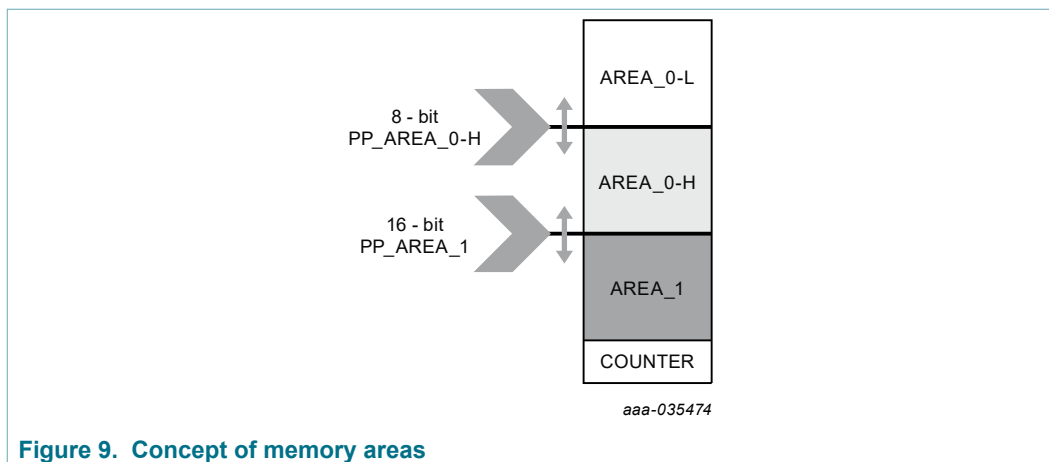 AREA_0-L
8 - bit
PP_AREA_0-H
AREA_0-H
16 - bit
PP_AREA_1
AREA_1
COUNTER
aaa-035474
Figure 9. Concept of memory areas